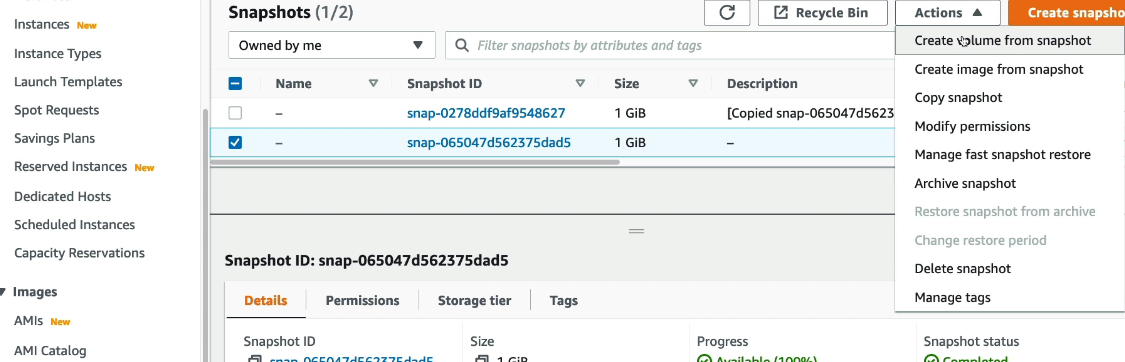 Instances New
Instance Types
Launch Templates
Spot Requests
Savings Plans
Reserved Instances New
Dedicated Hosts
Scheduled Instances
Capacity Reservations
Images
AMIs New
AMI Catalog
Snapshots (1/2)
Recycle Bin
Actions
Create snapsho
Owned by me
Filter snapshots by attributes and tags
Name Snapshot ID Size Description
– snap-0278ddf9af9548627 1 GiB [Copied snap-065047d5623
– snap-065047d562375dad5 1 GiB –
Create volume from snapshot
Create image from snapshot
Copy snapshot
Modify permissions
Manage fast snapshot restore
Archive snapshot
Restore snapshot from archive
Change restore period
Delete snapshot
Manage tags
Snapshot ID: snap-065047d562375dad5
Details Permissions Storage tier Tags
Snapshot ID Size Progress Snapshot status
snap-065047d562375dad5 1 GiB Available (100%) Completed